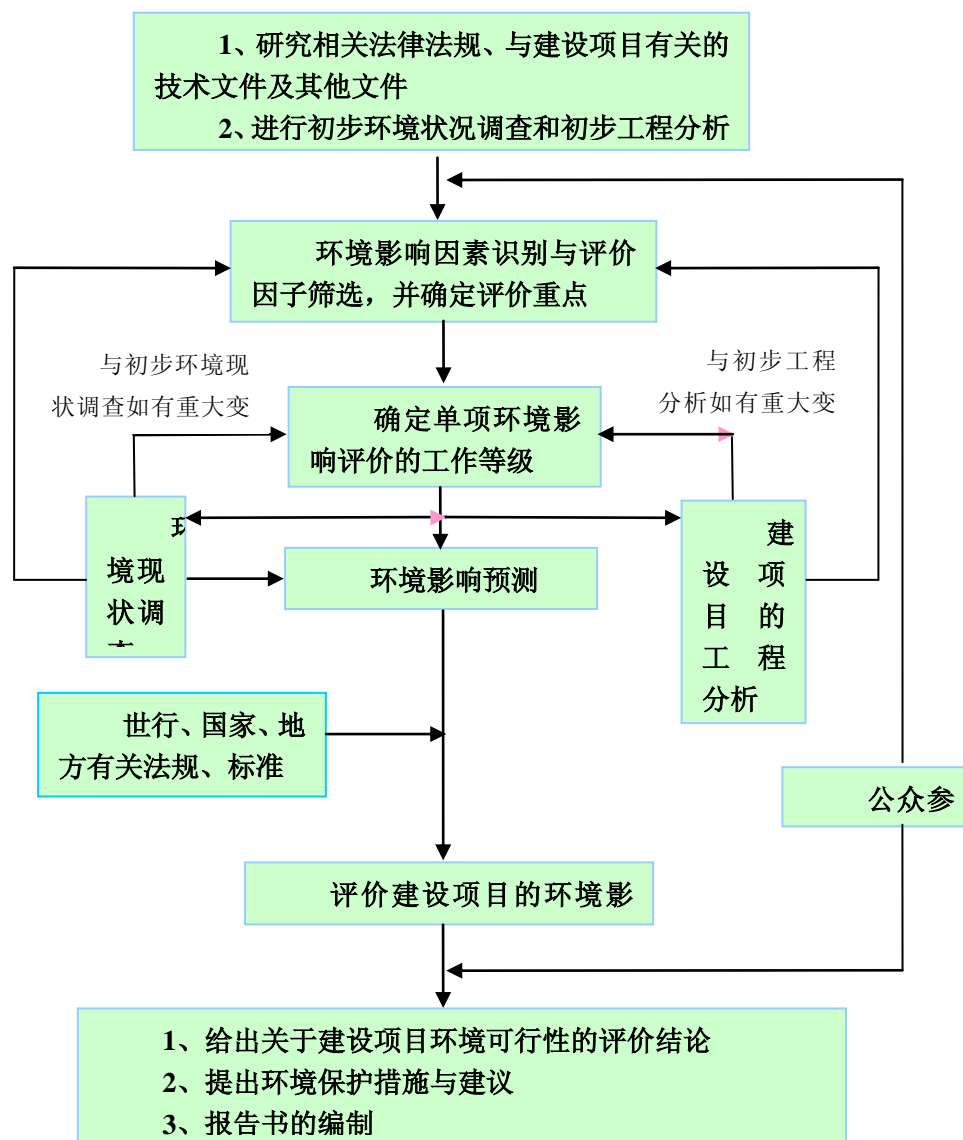 1、研究相关法律法规、与建设项目有关的
技术文件及其他文件
2、进行初步环境状况调查和初步工程分析
环境影响因素识别与评价
因子筛选，并确定评价重点
与初步环境现
状调查如有重大变
与初步工程
分析如有重大变
确定单项环境影
响评价的工作等级
境现
状调
环境影响预测
建
设项
目的
工程
分析
世行、国家、地
方有关法规、标准
公众参
评价建设项目的环境影
1、给出关于建设项目环境可行性的评价结论
2、提出环境保护措施与建议
3、报告书的编制